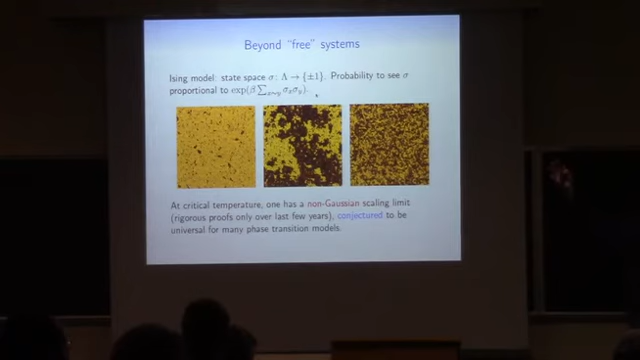 Beyond "free" systems
Ising model: state space σ: Λ → {±1}. Probability to see σ
proportional to exp(β ∑x∼y σxσy).
At critical temperature, one has a non-Gaussian scaling limit
(rigorous proofs only over last few years), conjectured to be
universal for many phase transition models.